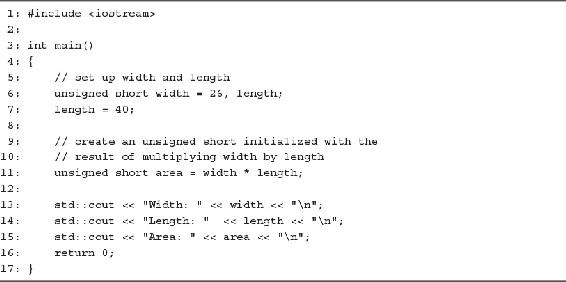 1: #include <iostream>
2:
3: int main()
4: {
5:     // set up width and length
6:     unsigned short width = 26, length;
7:     length = 40;
8:
9:     // create an unsigned short initialized with the
10:     // result of multiplying width by length
11:     unsigned short area = width * length;
12:
13:     std::cout << "Width: " << width << "\n";
14:     std::cout << "Length: "  << length << "\n";
15:     std::cout << "Area: " << area << "\n";
16:     return 0;
17: }